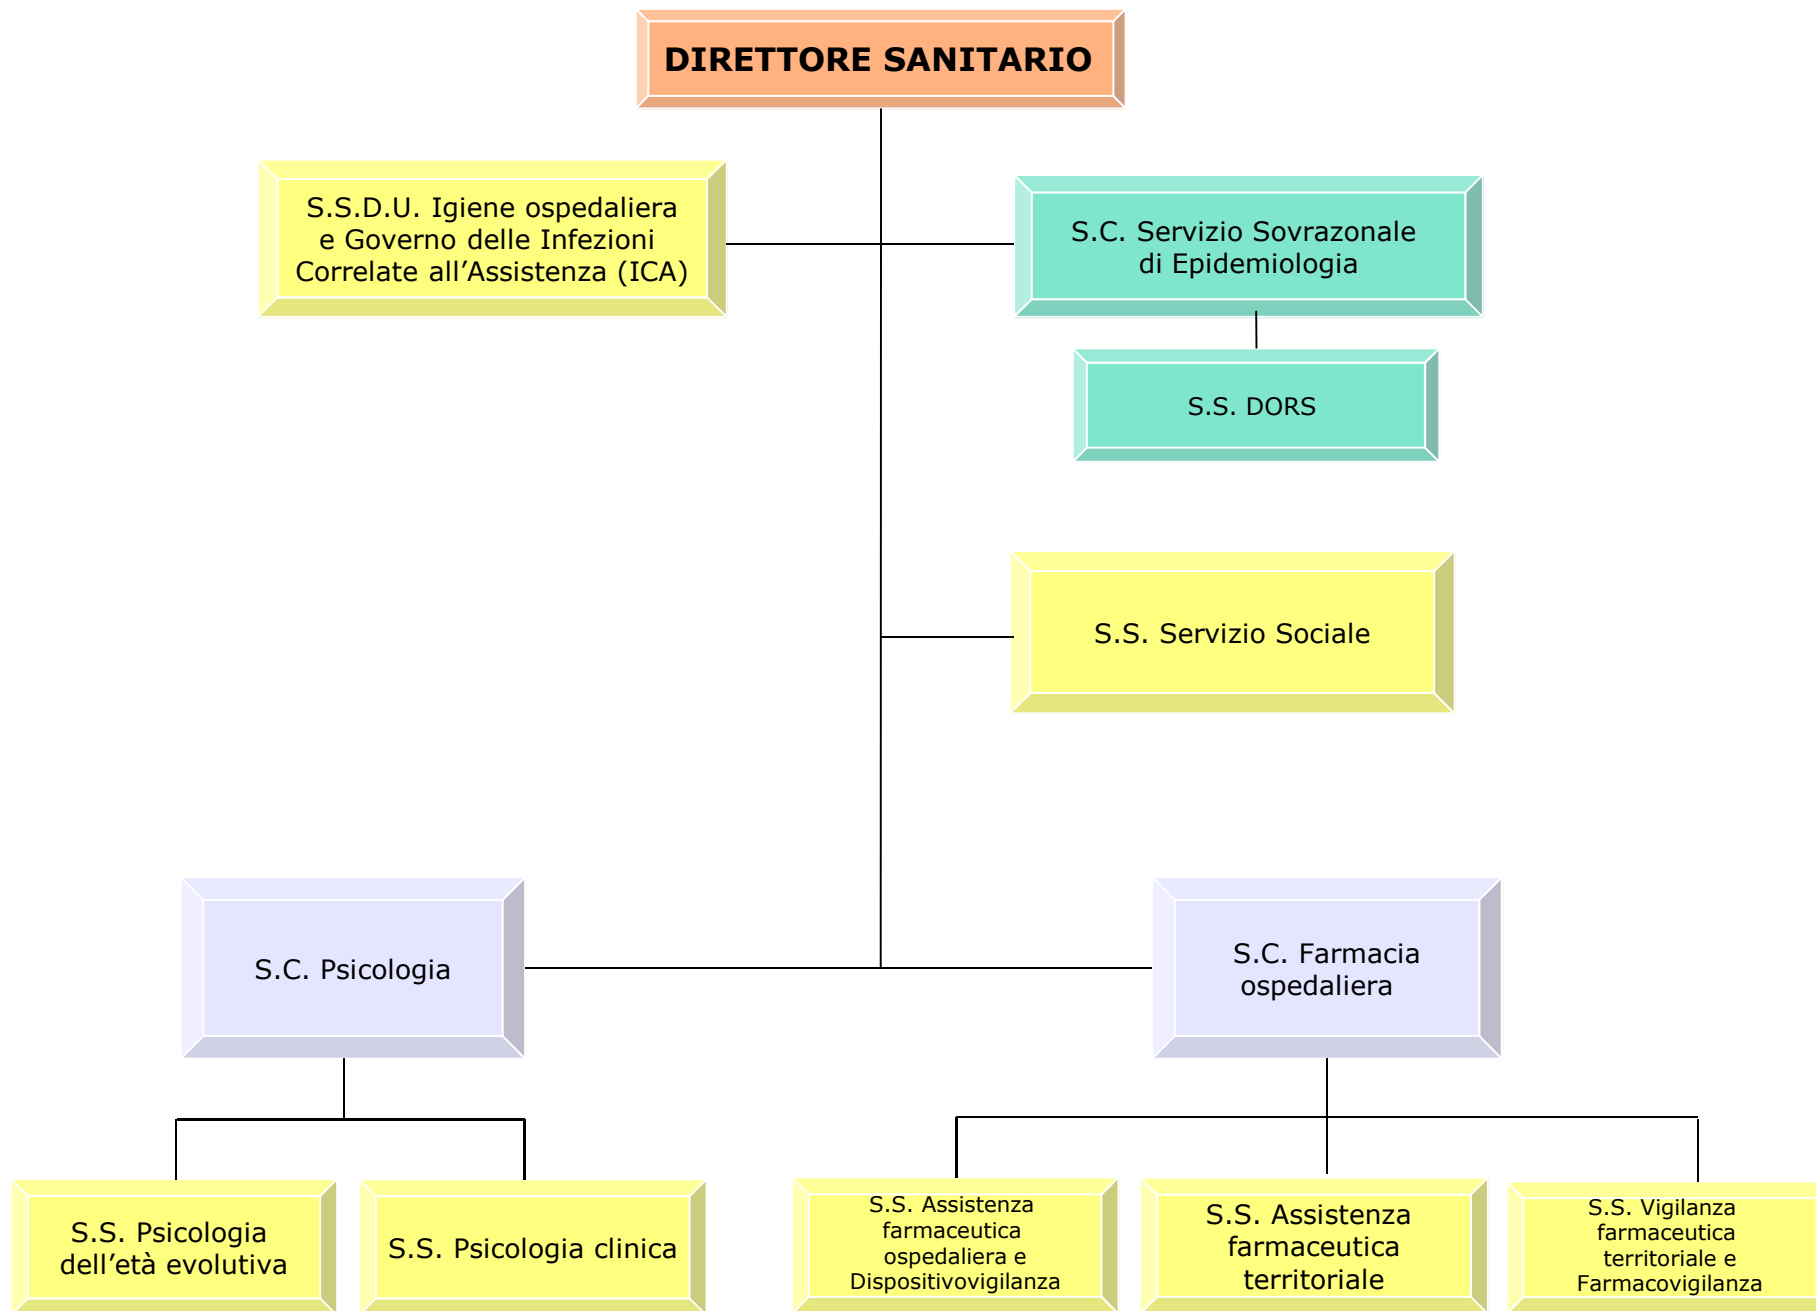 DIRETTORE SANITARIO
S.S.D.U. Igiene ospedaliera
e Governo delle Infezioni
Correlate all’Assistenza (ICA)
S.C. Servizio Sovrazonale
di Epidemiologia
S.S. DORS
S.S. Servizio Sociale
S.C. Psicologia
S.C. Farmacia
ospedaliera
S.S. Psicologia
dell’età evolutiva
S.S. Psicologia clinica
S.S. Assistenza
farmaceutica
ospedaliera e
Dispositivovigilanza
S.S. Assistenza
farmaceutica
territoriale
S.S. Vigilanza
farmaceutica
territoriale e
Farmacovigilanza